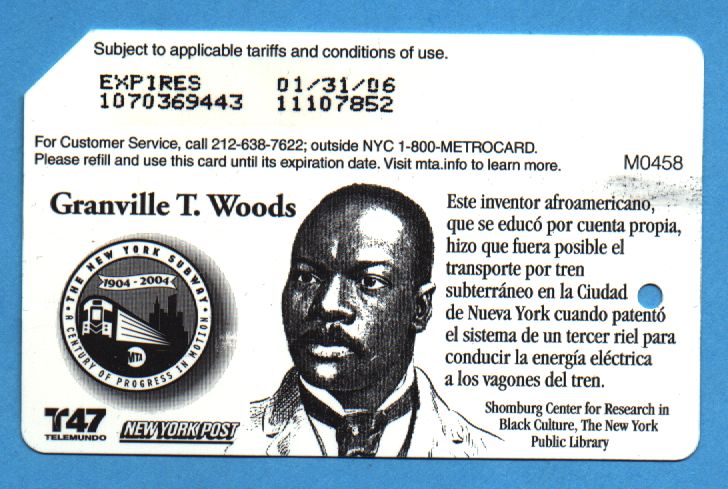 Subject to applicable tariffs and conditions of use.
EXPIRES 01/31/06
1070369443 11107852
For Customer Service, call 212-638-7622; outside NYC 1-800-METROCARD.
Please refill and use this card until its expiration date. Visit mta.info to learn more.
M0458
Granville T. Woods
THE NEW YORK SUBWAY
1904 - 2004
MTA
A CENTURY OF PROGRESS IN MOTION
T47
TELEMUNDO
NEW YORK POST
Este inventor afroamericano,
que se educó por cuenta propia,
hizo que fuera posible el
transporte por tren
subterráneo en la Ciudad
de Nueva York cuando patentó
el sistema de un tercer riel para
conducir la energía eléctrica
a los vagones del tren.
Shomburg Center for Research in
Black Culture, The New York
Public Library